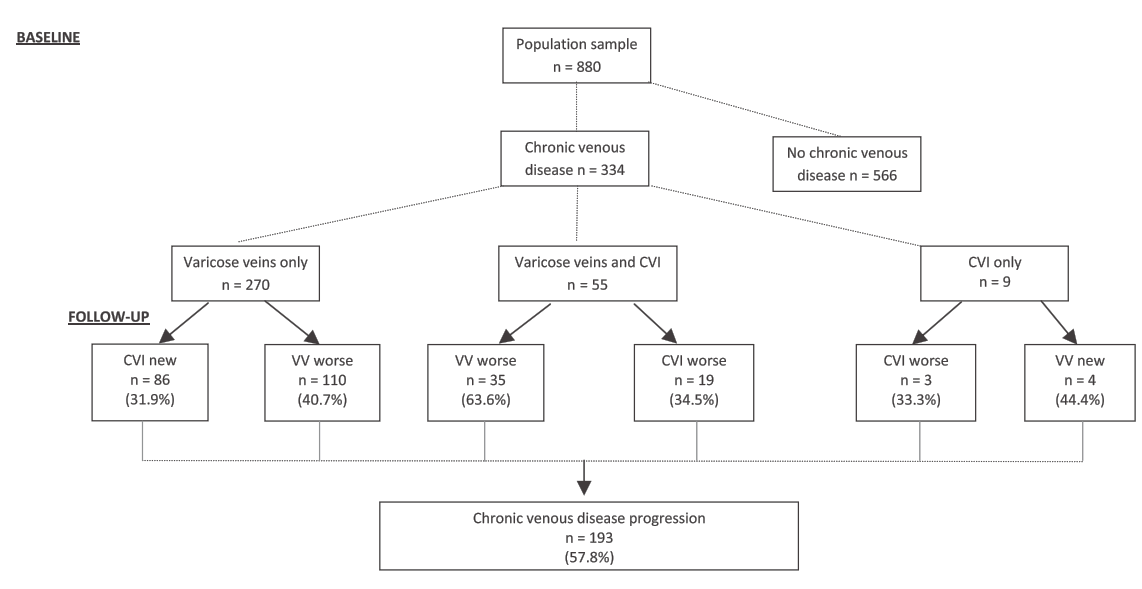 BASELINE
Population sample
n = 880
Chronic venous
disease n = 334
No chronic venous
disease n = 566
Varicose veins only
n = 270
Varicose veins and CVI
n = 55
CVI only
n = 9
FOLLOW-UP
CVI new
n = 86
(31.9%)
VV worse
n = 110
(40.7%)
VV worse
n = 35
(63.6%)
CVI worse
n = 19
(34.5%)
CVI worse
n = 3
(33.3%)
VV new
n = 4
(44.4%)
Chronic venous disease progression
n = 193
(57.8%)